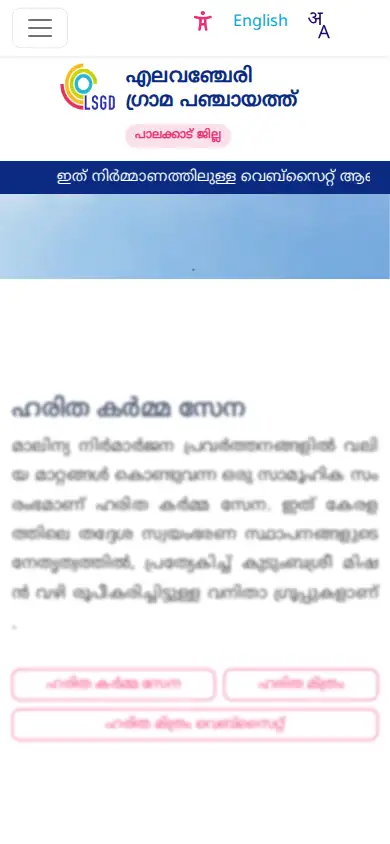 English
अ
A
LSGD
എലവഞ്ചേരി
ഗ്രാമ പഞ്ചായത്ത്
പാലക്കാട് ജില്ല
ഇത് നിർമ്മാണത്തിലുള്ള വെബ്സൈറ്റ്
ഹരിത കർമ്മ സേന
മാലിന്യ നിർമാർജന പ്രവർത്തനങ്ങളിൽ വലി
യ മാറ്റങ്ങൾ കൊണ്ടുവന്ന ഒരു സാമൂഹിക സം
രംഭമാണ് ഹരിത കർമ്മ സേന. ഇത് കേരള
ത്തിലെ തദ്ദേശ സ്വയംഭരണ സ്ഥാപനങ്ങളുടെ
നേതൃത്വത്തിൽ, പ്രത്യേകിച്ച് കുടുംബശ്രീ മിഷ
ൻ വഴി രൂപീകരിച്ചിട്ടുള്ള വനിതാ ഗ്രൂപ്പുകളാണ്
.
ഹരിത കർമ്മ സേന
ഹരിത മിത്രം
ഹരിത മിത്രം വെബ്സൈറ്റ്